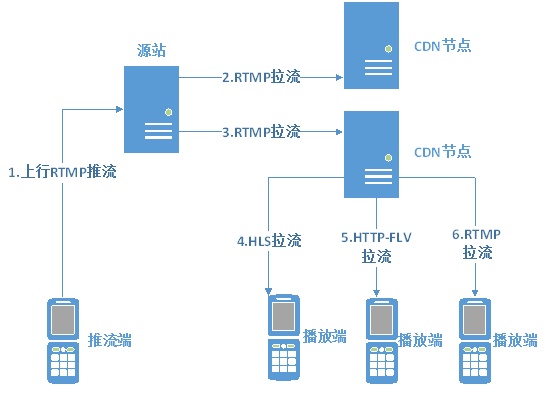 CDN节点
源站
2.RTMP拉流
3.RTMP拉流
CDN节点
1.上行RTMP推流
4.HLS拉流
5.HTTP-FLV
拉流
6.RTMP
拉流
推流端
播放端
播放端
播放端